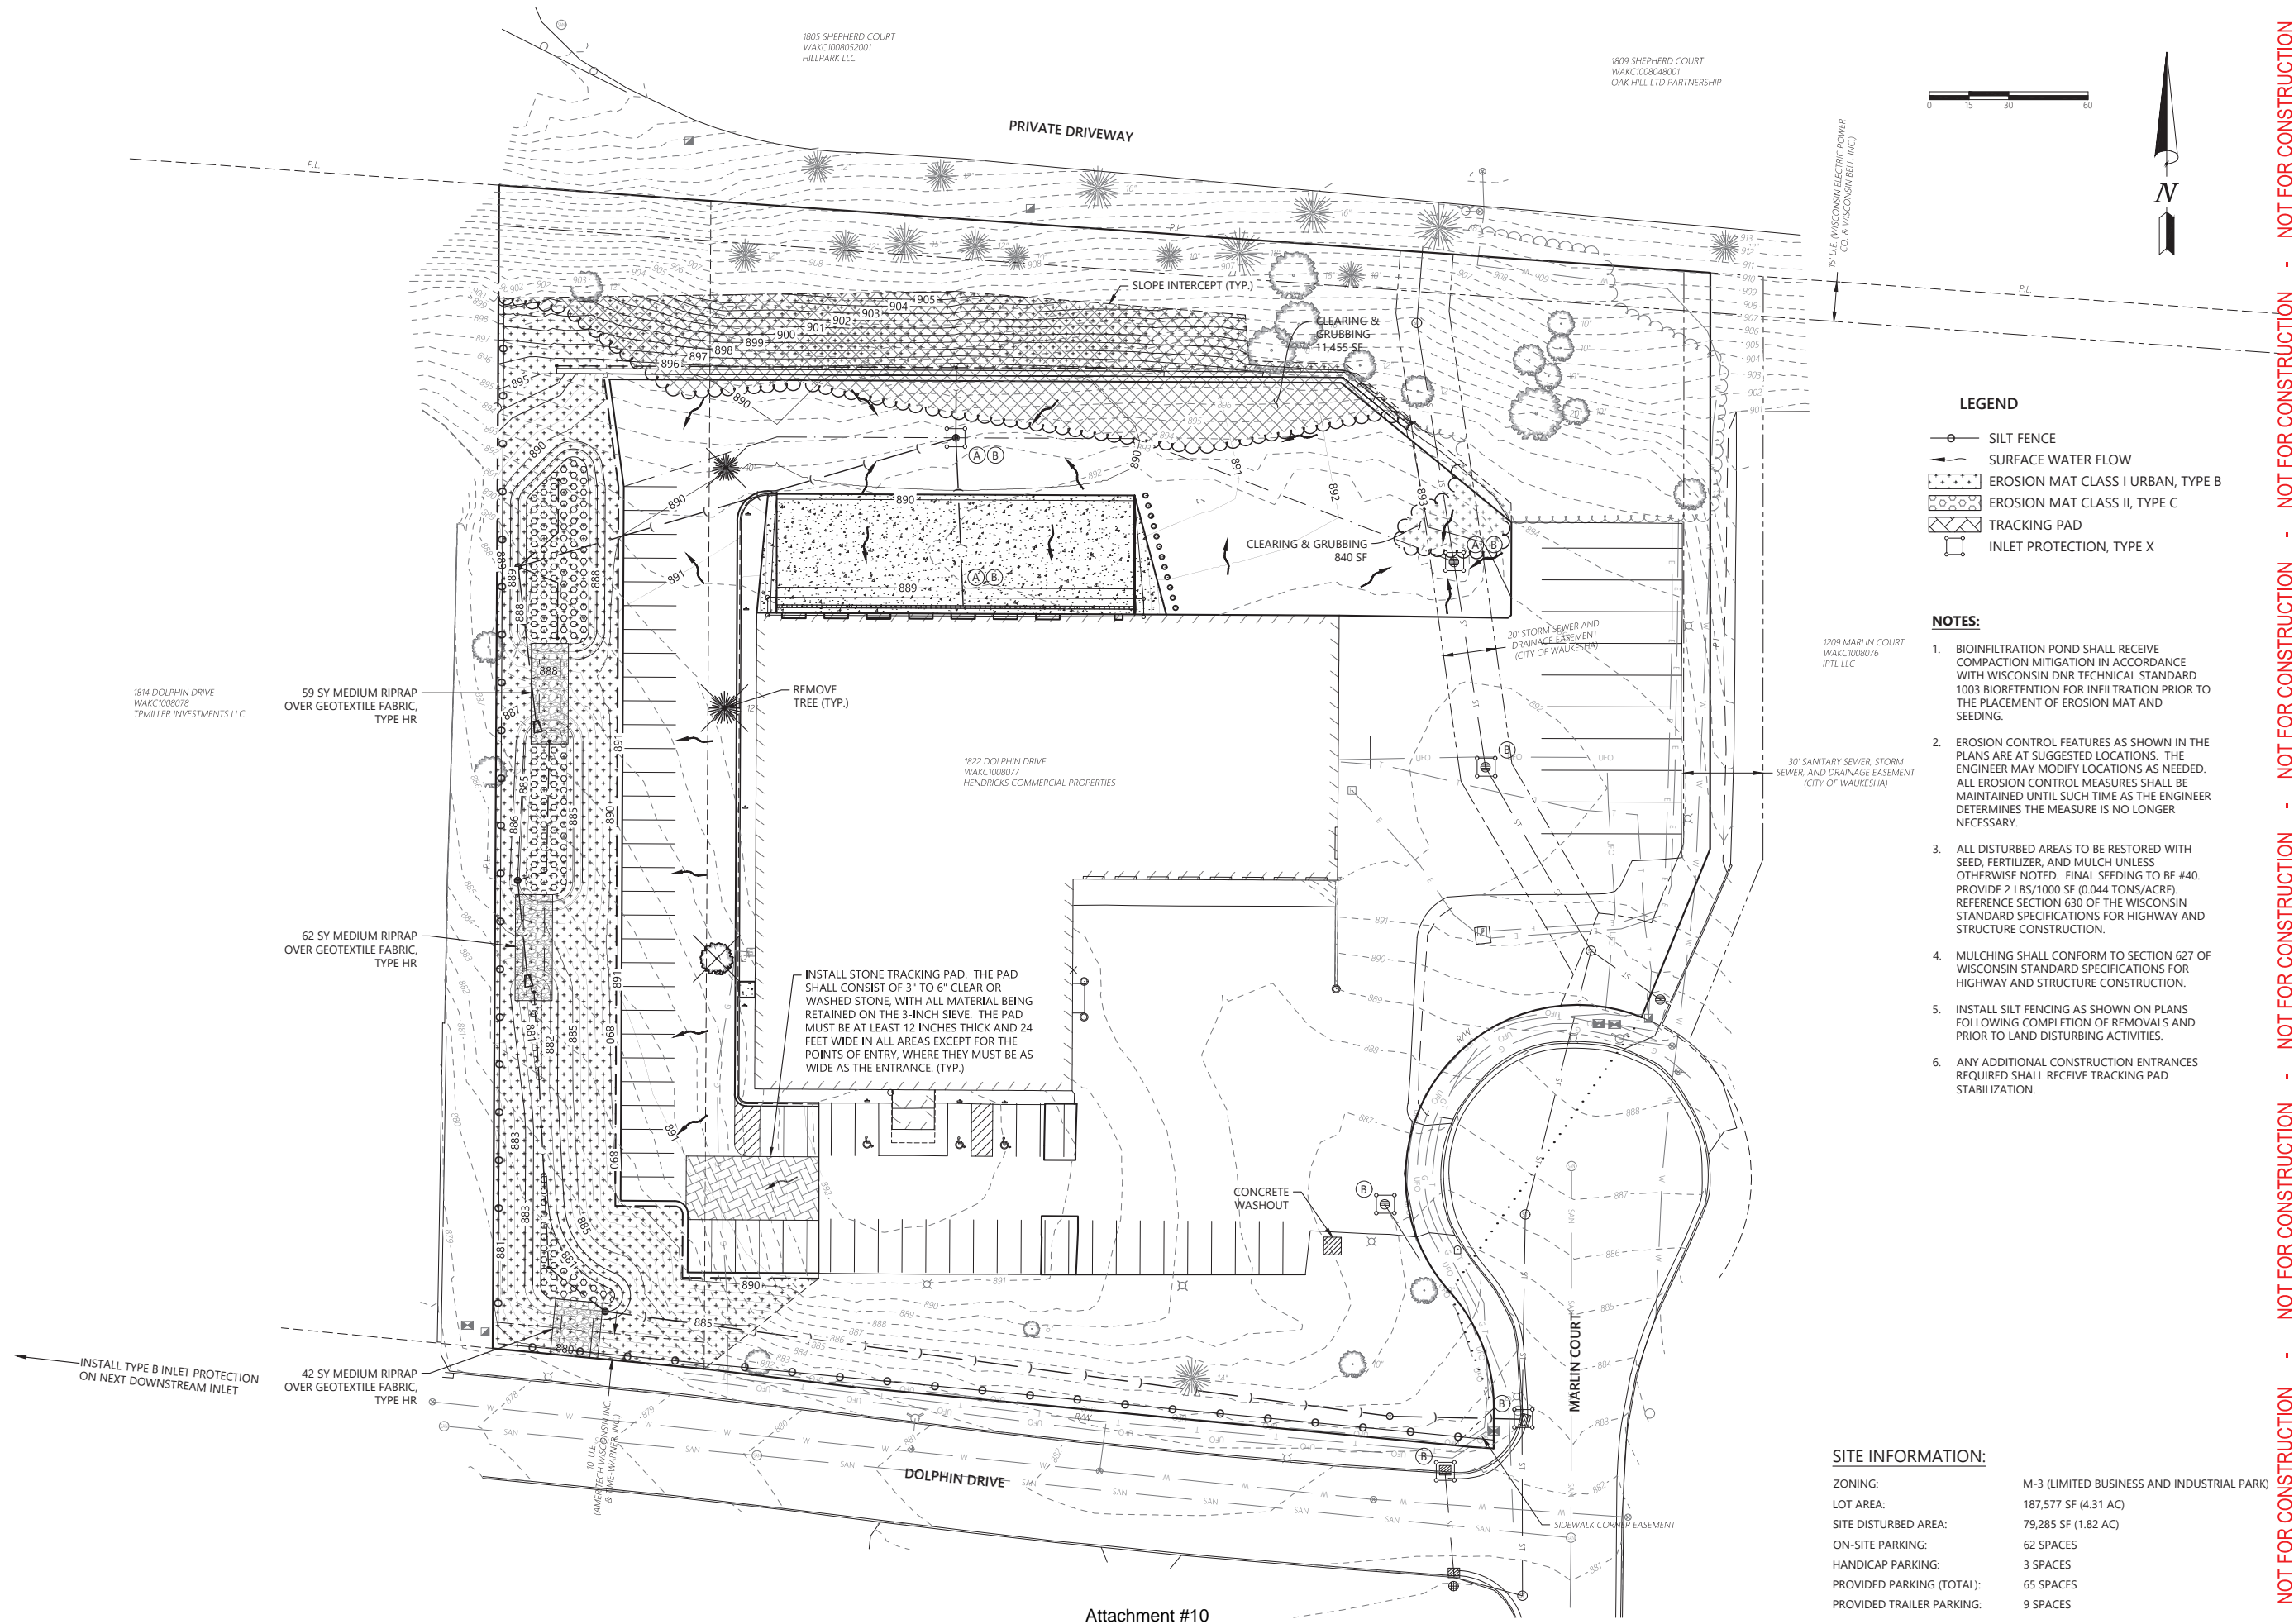 1805 SHEPHERD COURT
WAKC1008052001
HILLPARK LLC
1809 SHEPHERD COURT
WAKC1008048001
OAK HILL LTD PARTNERSHIP
PRIVATE DRIVEWAY
0 15 30 60
N
15' U.E. (WISCONSIN ELECTRIC POWER
CO. & WISCONSIN BELL, INC.)
P.L.
P.L.
P.L.
SLOPE INTERCEPT (TYP.)
905
904
903
902
901
900
899
898
897
896
CLEARING &
GRUBBING
11,455 SF
LEGEND
SILT FENCE
SURFACE WATER FLOW
EROSION MAT CLASS I URBAN, TYPE B
EROSION MAT CLASS II, TYPE C
TRACKING PAD
INLET PROTECTION, TYPE X
CLEARING & GRUBBING
840 SF
A B
A B
A B
NOTES:
1. BIOINFILTRATION POND SHALL RECEIVE
COMPACTION MITIGATION IN ACCORDANCE
WITH WISCONSIN DNR TECHNICAL STANDARD
1003 BIORETENTION FOR INFILTRATION PRIOR TO
THE PLACEMENT OF EROSION MAT AND
SEEDING.
2. EROSION CONTROL FEATURES AS SHOWN IN THE
PLANS ARE AT SUGGESTED LOCATIONS. THE
ENGINEER MAY MODIFY LOCATIONS AS NEEDED.
ALL EROSION CONTROL MEASURES SHALL BE
MAINTAINED UNTIL SUCH TIME AS THE ENGINEER
DETERMINES THE MEASURE IS NO LONGER
NECESSARY.
3. ALL DISTURBED AREAS TO BE RESTORED WITH
SEED, FERTILIZER, AND MULCH UNLESS
OTHERWISE NOTED. FINAL SEEDING TO BE #40.
PROVIDE 2 LBS/1000 SF (0.044 TONS/ACRE).
REFERENCE SECTION 630 OF THE WISCONSIN
STANDARD SPECIFICATIONS FOR HIGHWAY AND
STRUCTURE CONSTRUCTION.
4. MULCHING SHALL CONFORM TO SECTION 627 OF
WISCONSIN STANDARD SPECIFICATIONS FOR
HIGHWAY AND STRUCTURE CONSTRUCTION.
5. INSTALL SILT FENCING AS SHOWN ON PLANS
FOLLOWING COMPLETION OF REMOVALS AND
PRIOR TO LAND DISTURBING ACTIVITIES.
6. ANY ADDITIONAL CONSTRUCTION ENTRANCES
REQUIRED SHALL RECEIVE TRACKING PAD
STABILIZATION.
20' STORM SEWER AND
DRAINAGE EASEMENT
(CITY OF WAUKESHA)
1209 MARLIN COURT
WAKC1008076
IPTL LLC
30' SANITARY SEWER, STORM
SEWER, AND DRAINAGE EASEMENT
(CITY OF WAUKESHA)
1814 DOLPHIN DRIVE
WAKC1008078
TPMILLER INVESTMENTS LLC
59 SY MEDIUM RIPRAP
OVER GEOTEXTILE FABRIC,
TYPE HR
REMOVE
TREE (TYP.)
1822 DOLPHIN DRIVE
WAKC1008077
HENDRICKS COMMERCIAL PROPERTIES
62 SY MEDIUM RIPRAP
OVER GEOTEXTILE FABRIC,
TYPE HR
INSTALL STONE TRACKING PAD. THE PAD
SHALL CONSIST OF 3" TO 6" CLEAR OR
WASHED STONE, WITH ALL MATERIAL BEING
RETAINED ON THE 3-INCH SIEVE. THE PAD
MUST BE AT LEAST 12 INCHES THICK AND 24
FEET WIDE IN ALL AREAS EXCEPT FOR THE
POINTS OF ENTRY, WHERE THEY MUST BE AS
WIDE AS THE ENTRANCE. (TYP.)
B
CONCRETE
WASHOUT
B
B
B
R/W
R/W
MARLIN COURT
DOLPHIN DRIVE
42 SY MEDIUM RIPRAP
OVER GEOTEXTILE FABRIC,
TYPE HR
INSTALL TYPE B INLET PROTECTION
ON NEXT DOWNSTREAM INLET
10' U.E.
(AMERITECH WISCONSIN INC.
& TIME-WARNER, INC.)
SIDEWALK CORNER EASEMENT
SITE INFORMATION:
ZONING: M-3 (LIMITED BUSINESS AND INDUSTRIAL PARK)
LOT AREA: 187,577 SF (4.31 AC)
SITE DISTURBED AREA: 79,285 SF (1.82 AC)
ON-SITE PARKING: 62 SPACES
HANDICAP PARKING: 3 SPACES
PROVIDED PARKING (TOTAL): 65 SPACES
PROVIDED TRAILER PARKING: 9 SPACES
Attachment #10
NOT FOR CONSTRUCTION - NOT FOR CONSTRUCTION - NOT FOR CONSTRUCTION - NOT FOR CONSTRUCTION - NOT FOR CONSTRUCTION - NOT FOR CONSTRUCTION